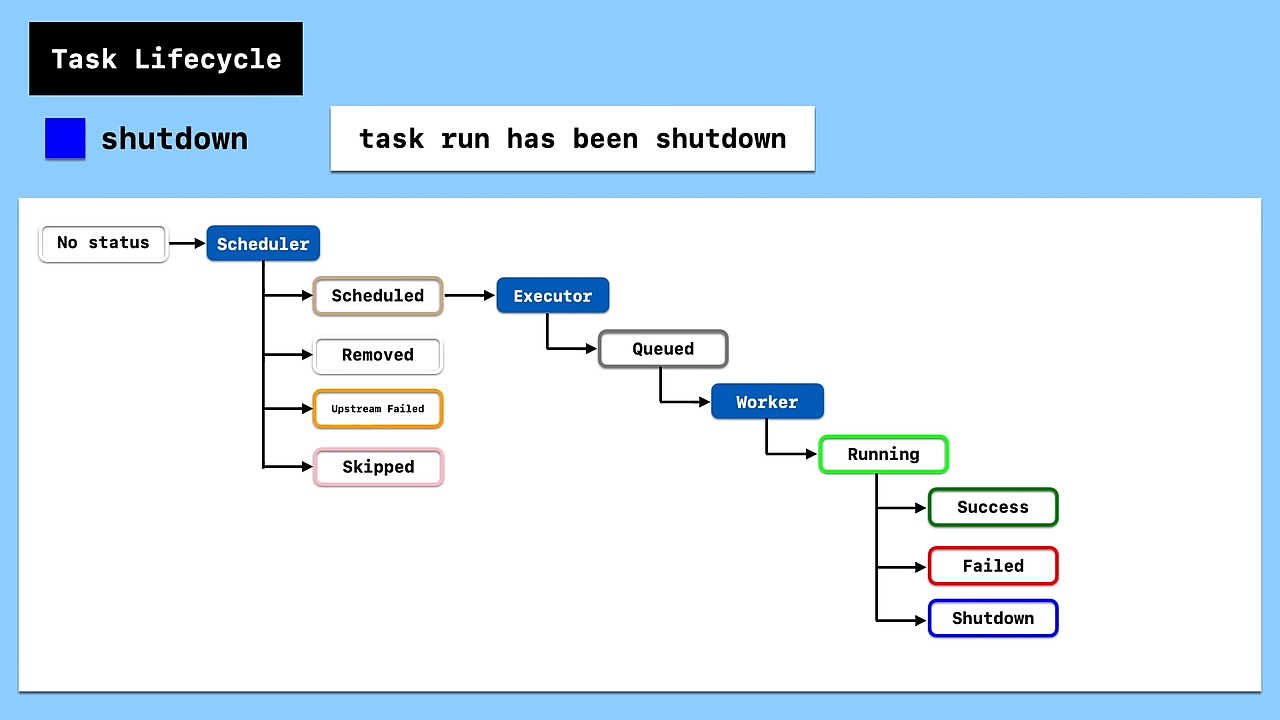 Task Lifecycle
shutdown
task run has been shutdown
No status
Scheduler
Scheduled
Executor
Removed
Queued
Upstream Failed
Worker
Skipped
Running
Success
Failed
Shutdown